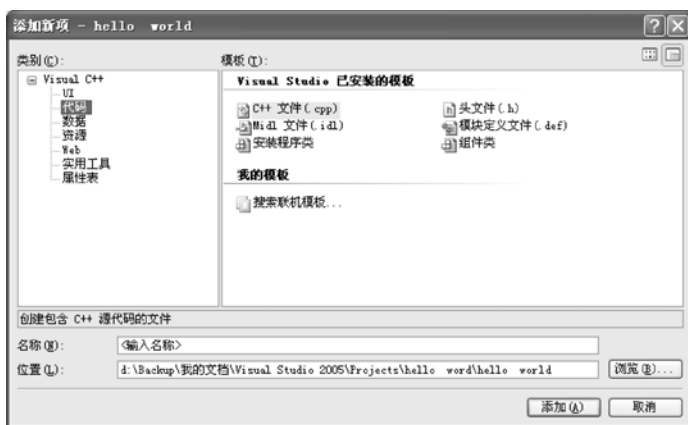 添加新项 - hello world
类别(C):
模板(T):
Visual C++
UI
代码
数据
资源
Web
实用工具
属性表
Visual Studio 已安装的模板
C++ 文件(.cpp)
头文件(.h)
Midl 文件(.idl)
模块定义文件(.def)
安装程序类
组件类
我的模板
搜索联机模板...
创建包含 C++ 源代码的文件
名称(N):
<输入名称>
位置(L):
d:\Backup\我的文档\Visual Studio 2005\Projects\hello word\hello world
浏览(B)...
添加(A)
取消